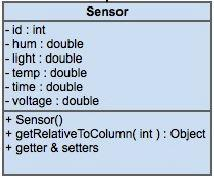 Sensor
- id : int
- hum : double
- light : double
- temp : double
- time : double
- voltage : double
+ Sensor()
+ getRelativeToColumn( int ) : Object
+ getter & setters